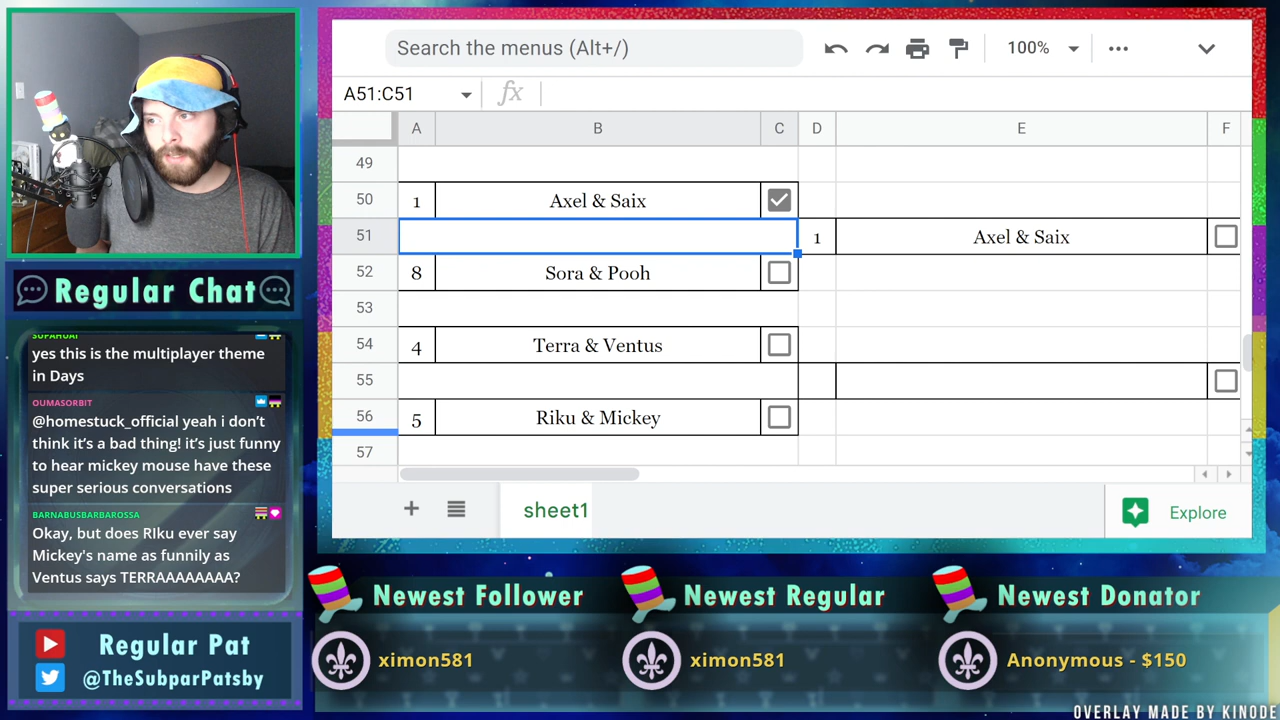 Search the menus (Alt+/)
100%
A51:C51
fx
A B C D E F
49
50 1 Axel & Saix
51 1 Axel & Saix
52 8 Sora & Pooh
53
54 4 Terra & Ventus
55
56 5 Riku & Mickey
57
sheet1
Explore
Regular Chat
SUPAHUAI
yes this is the multiplayer theme
in Days
OUMASORBIT
@homestuck_official yeah i don't
think it's a bad thing! it's just funny
to hear mickey mouse have these
super serious conversations
BARNABUSBARBAROSSA
Okay, but does RIku ever say
Mickey's name as funnily as
Ventus says TERRAAAAAAAA?
Regular Pat
@TheSubparPatsby
Newest Follower
ximon581
Newest Regular
ximon581
Newest Donator
Anonymous - $150
OVERLAY MADE BY KINODE